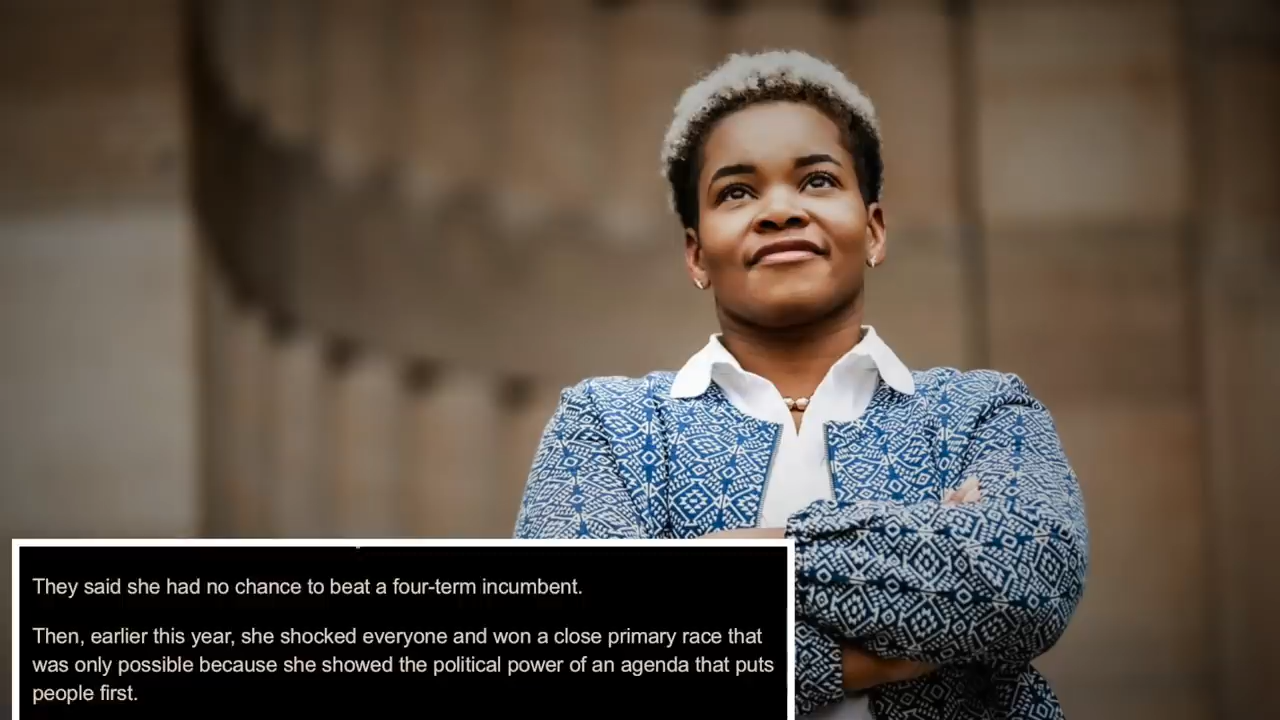 They said she had no chance to beat a four-term incumbent.
Then, earlier this year, she shocked everyone and won a close primary race that
was only possible because she showed the political power of an agenda that puts
people first.